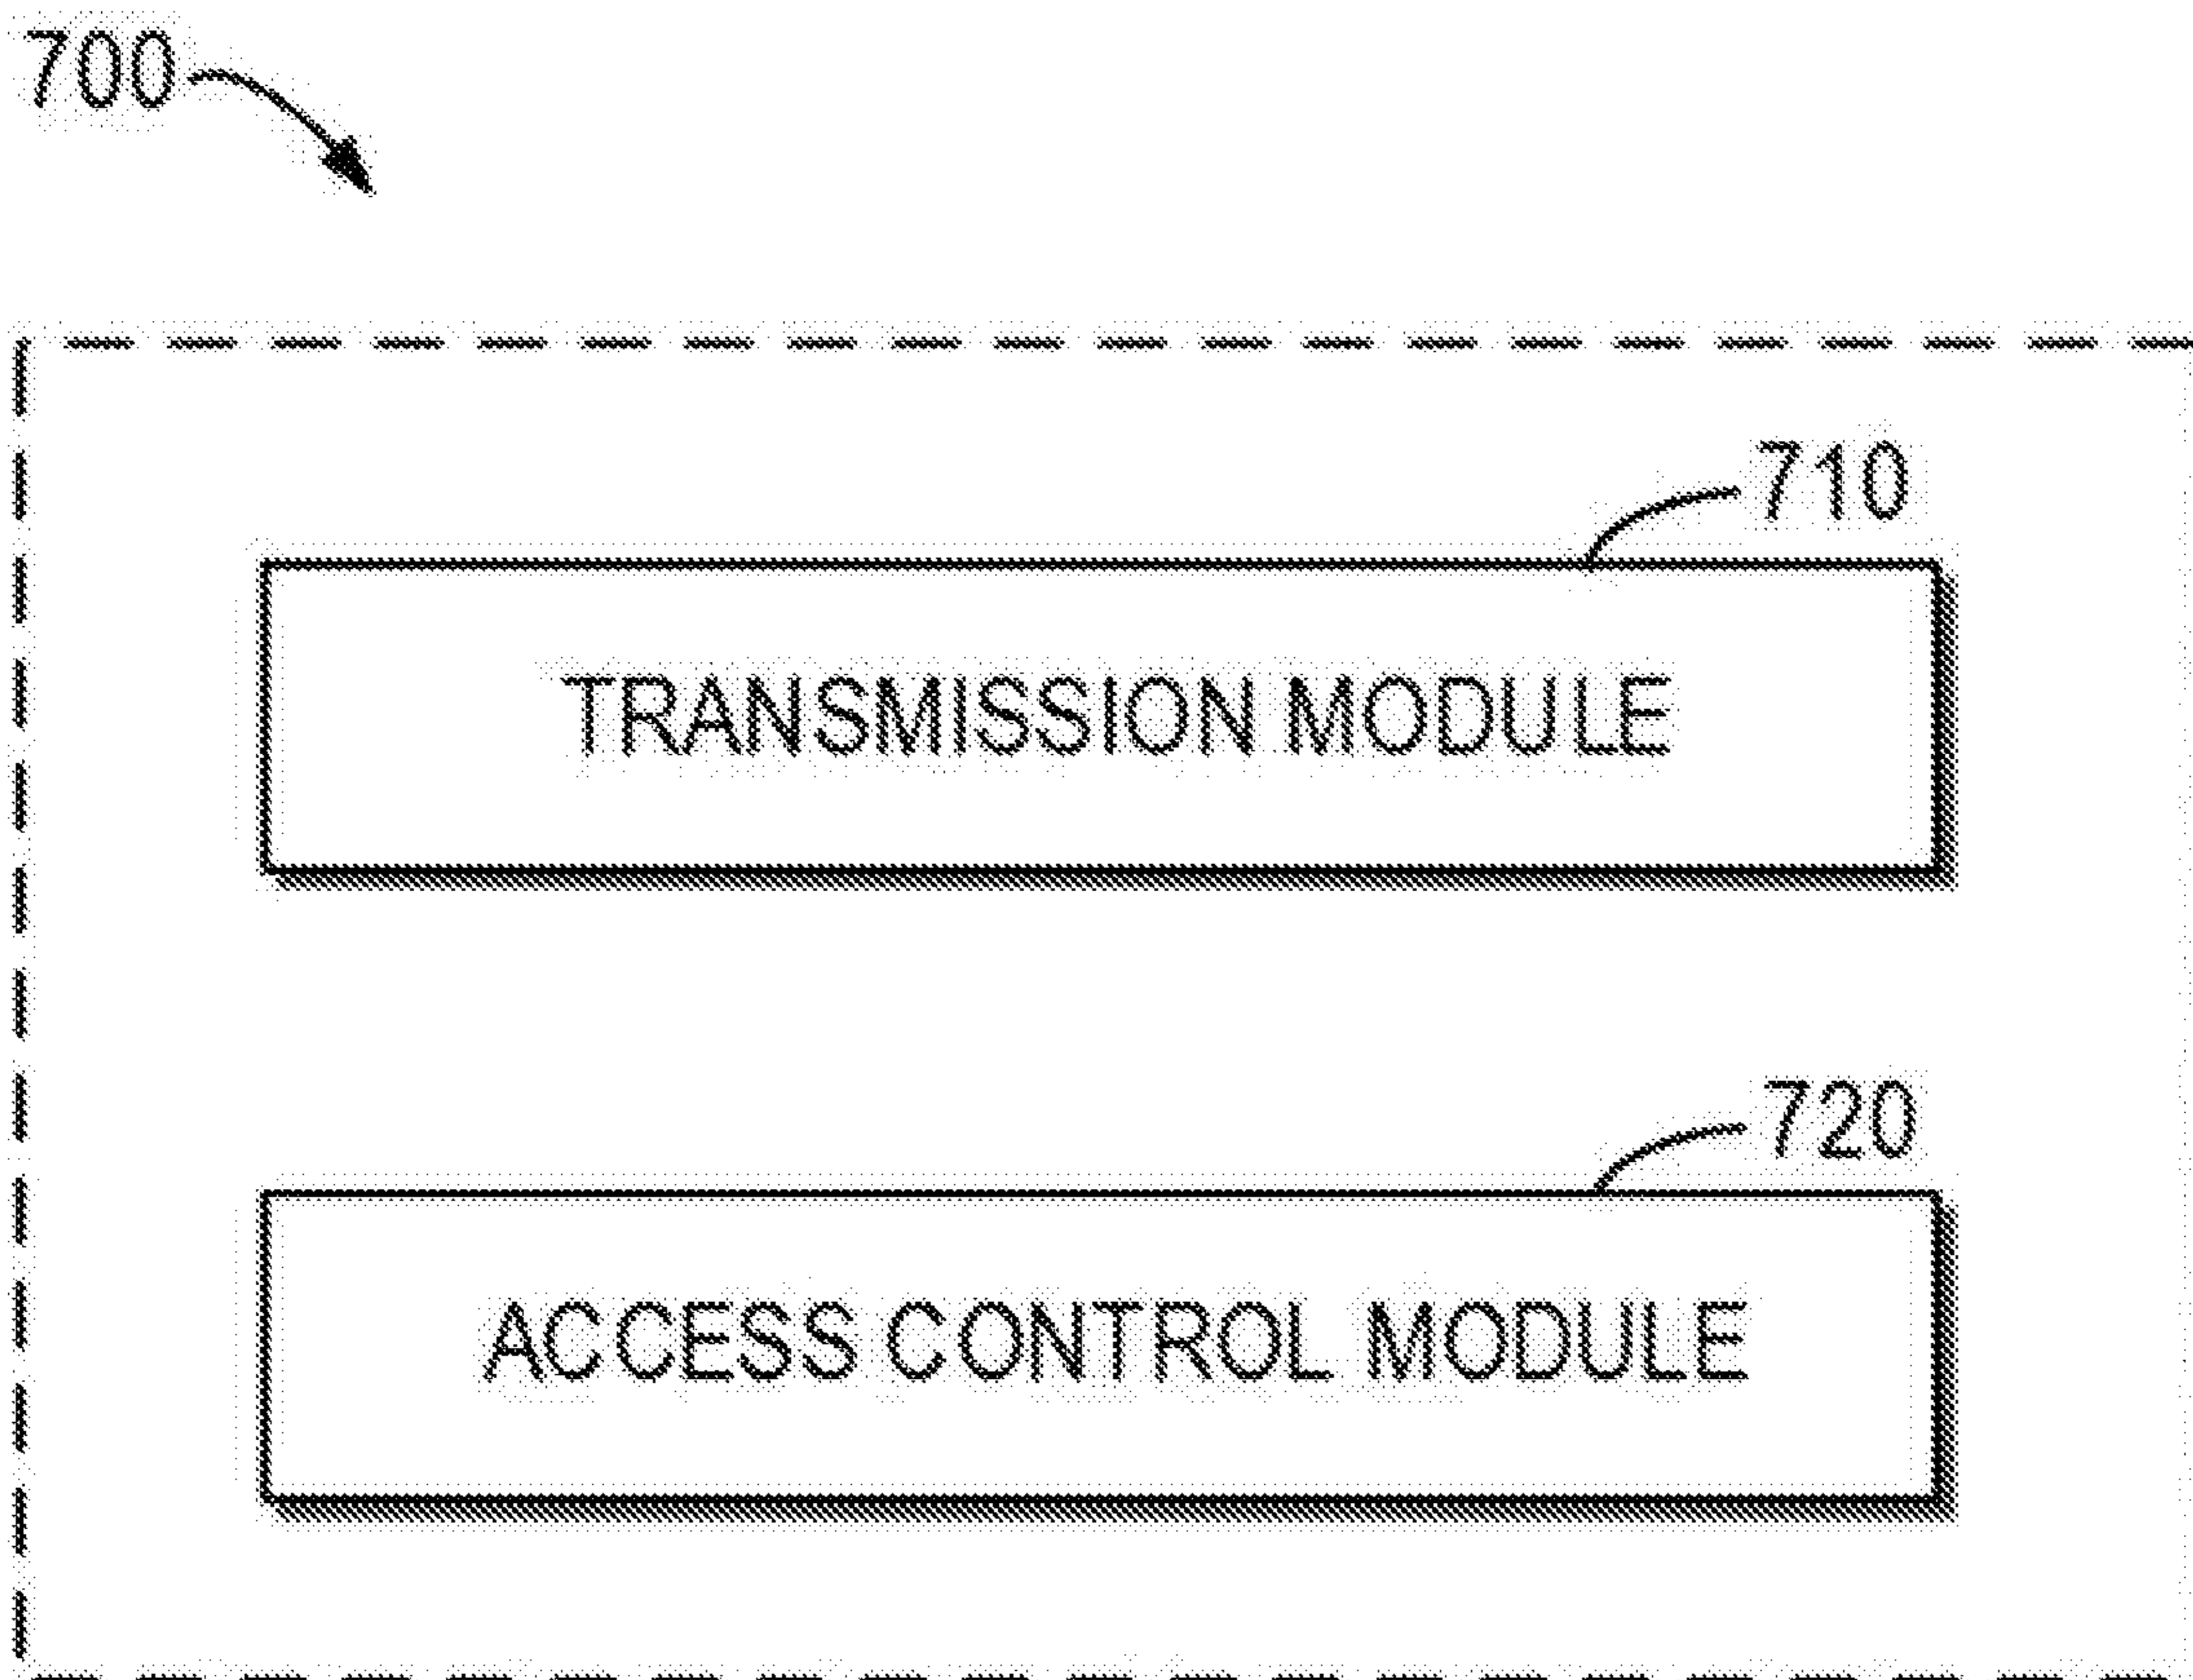 700
710
TRANSMISSION MODULE
720
ACCESS CONTROL MODULE